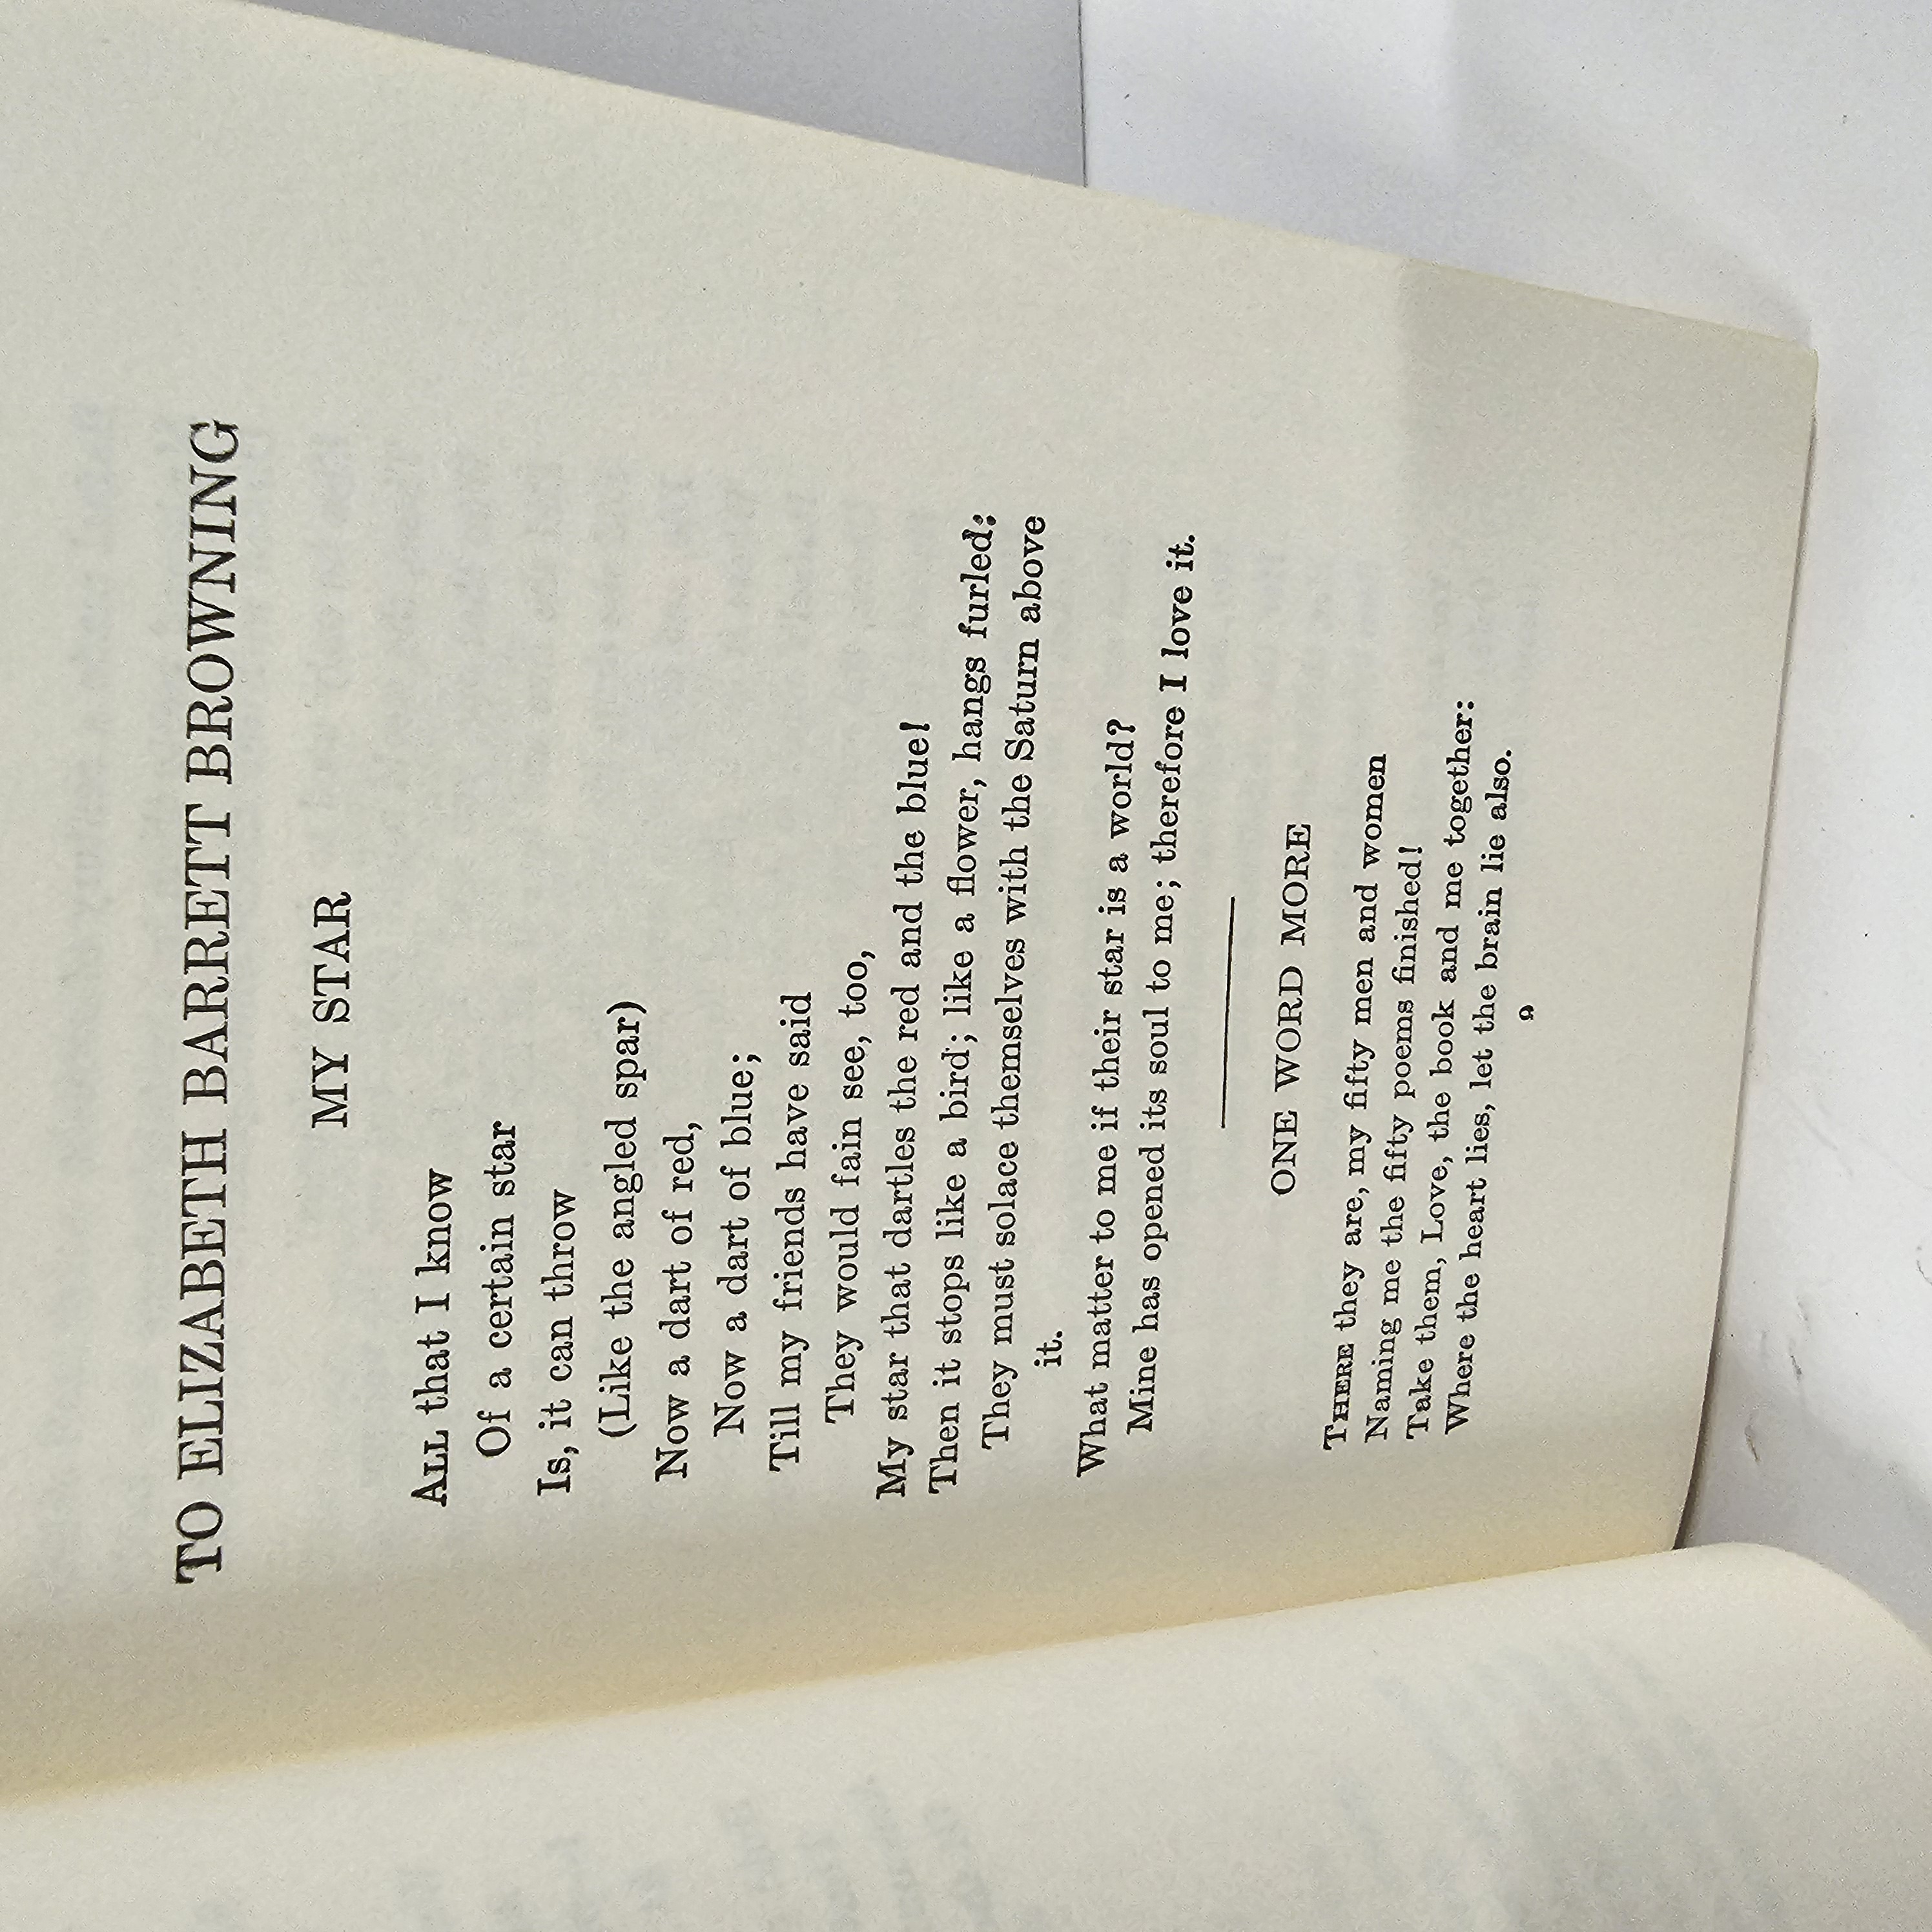 TO ELIZABETH BARRETT BROWNING
MY STAR
ALL that I know
Of a certain star
Is, it can throw
(Like the angled spar)
Now a dart of red,
Now a dart of blue;
Till my friends have said
They would fain see, too,
My star that dartles the red and the blue!
Then it stops like a bird; like a flower, hangs furled:
They must solace themselves with the Saturn above
it.
What matter to me if their star is a world?
Mine has opened its soul to me; therefore I love it.
ONE WORD MORE
THERE they are, my fifty men and women
Naming me the fifty poems finished!
Take them, Love, the book and me together:
Where the heart lies, let the brain lie also.
9